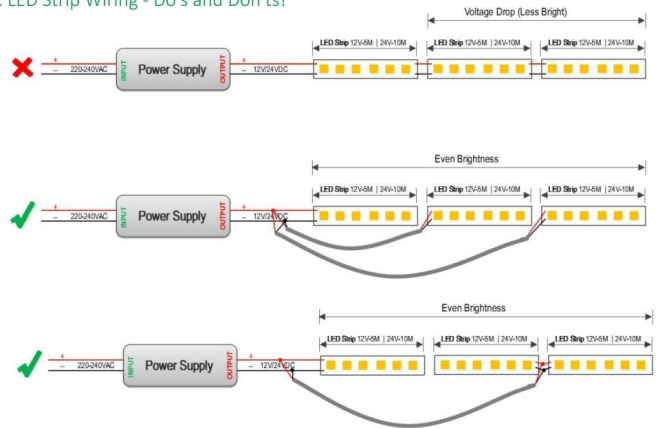 LED Strip Wiring - Do's and Don'ts!
Voltage Drop (Less Bright)
LED Strip 12V-5M | 24V-10M
LED Strip 12V-5M | 24V-10M
LED Strip 12V-5M | 24V-10M
+
–
220-240VAC
INPUT
Power Supply
OUTPUT
+
–
12V/24VDC
Even Brightness
LED Strip 12V-5M | 24V-10M
LED Strip 12V-5M | 24V-10M
LED Strip 12V-5M | 24V-10M
+
–
220-240VAC
INPUT
Power Supply
OUTPUT
+
–
12V/24VDC
Even Brightness
LED Strip 12V-5M | 24V-10M
LED Strip 12V-5M | 24V-10M
LED Strip 12V-5M | 24V-10M
+
–
220-240VAC
INPUT
Power Supply
OUTPUT
+
–
12V/24VDC